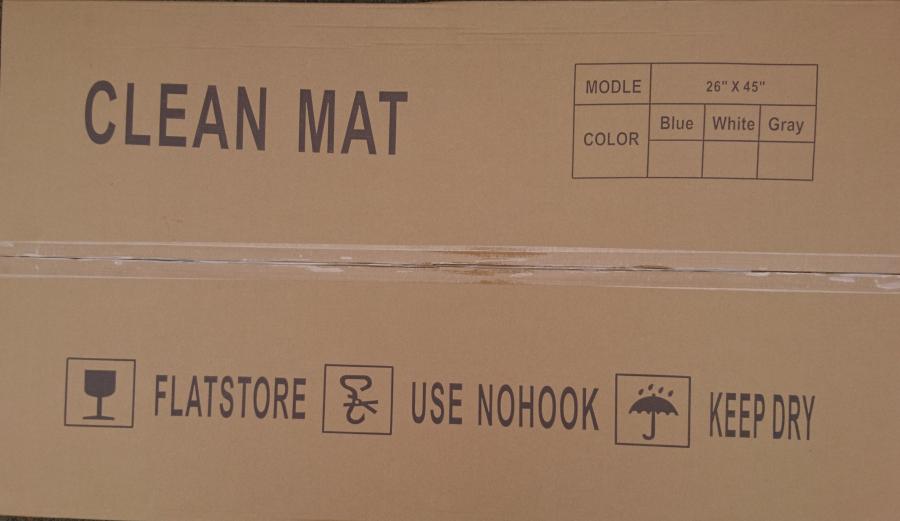 CLEAN MAT
MODLE 26" X 45"
COLOR Blue White Gray
FLATSTORE USE NOHOOK KEEP DRY